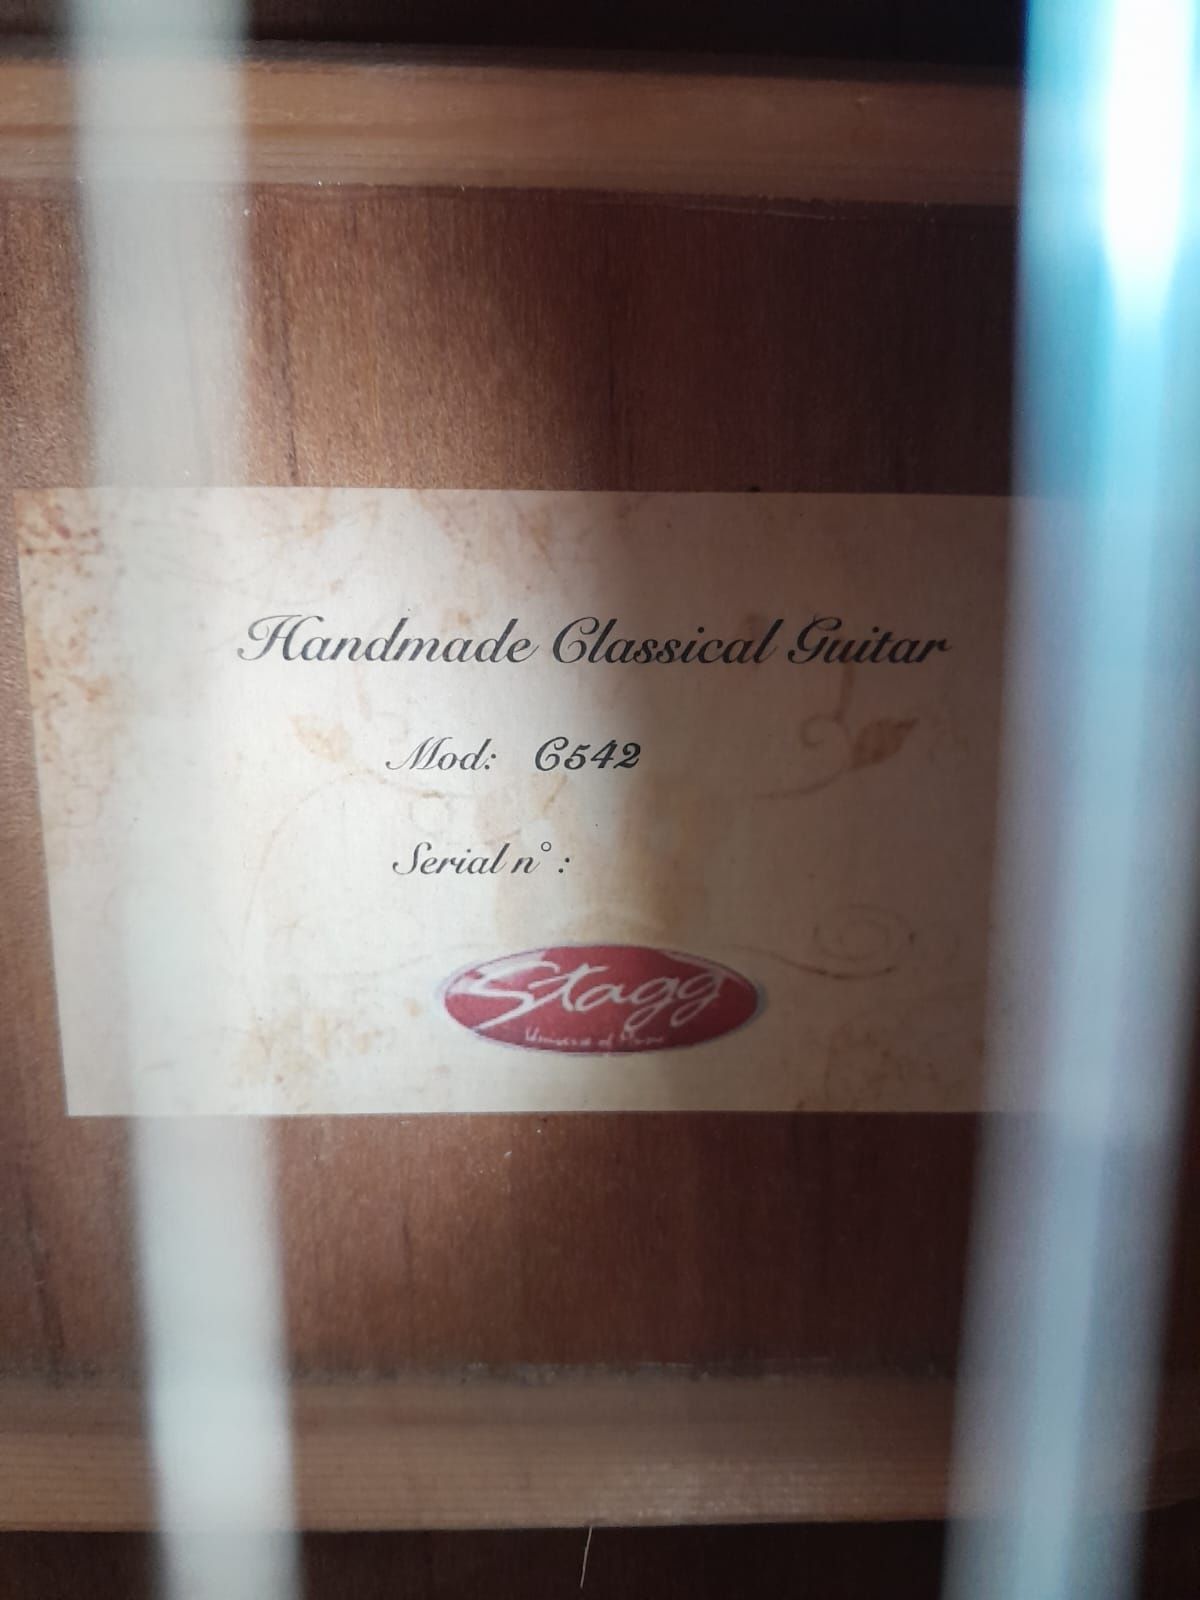 Handmade Classical Guitar
Mod: C542
Serial n° :
Stagg